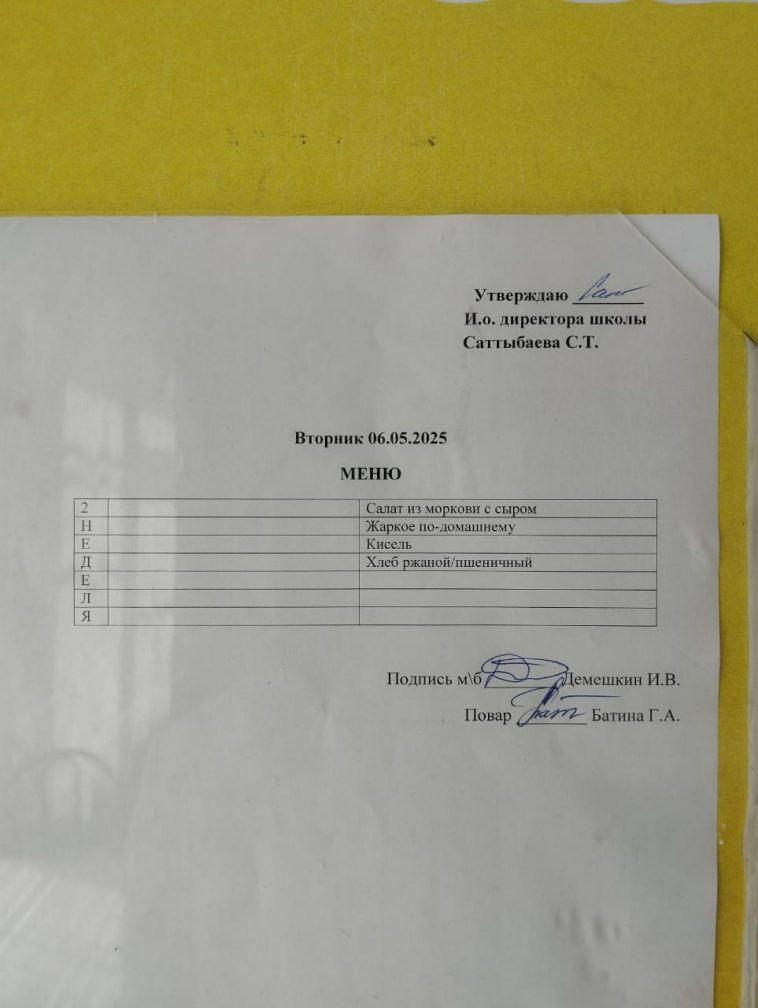 Утверждаю
И.о. директора школы
Саттыбаева С.Т.
Вторник 06.05.2025
МЕНЮ
2 Салат из моркови с сыром
Н Жаркое по-домашнему
Е Кисель
Д Хлеб ржаной/пшеничный
Е
Л
Я
Подпись м\б Демешкин И.В.
Повар Батина Г.А.